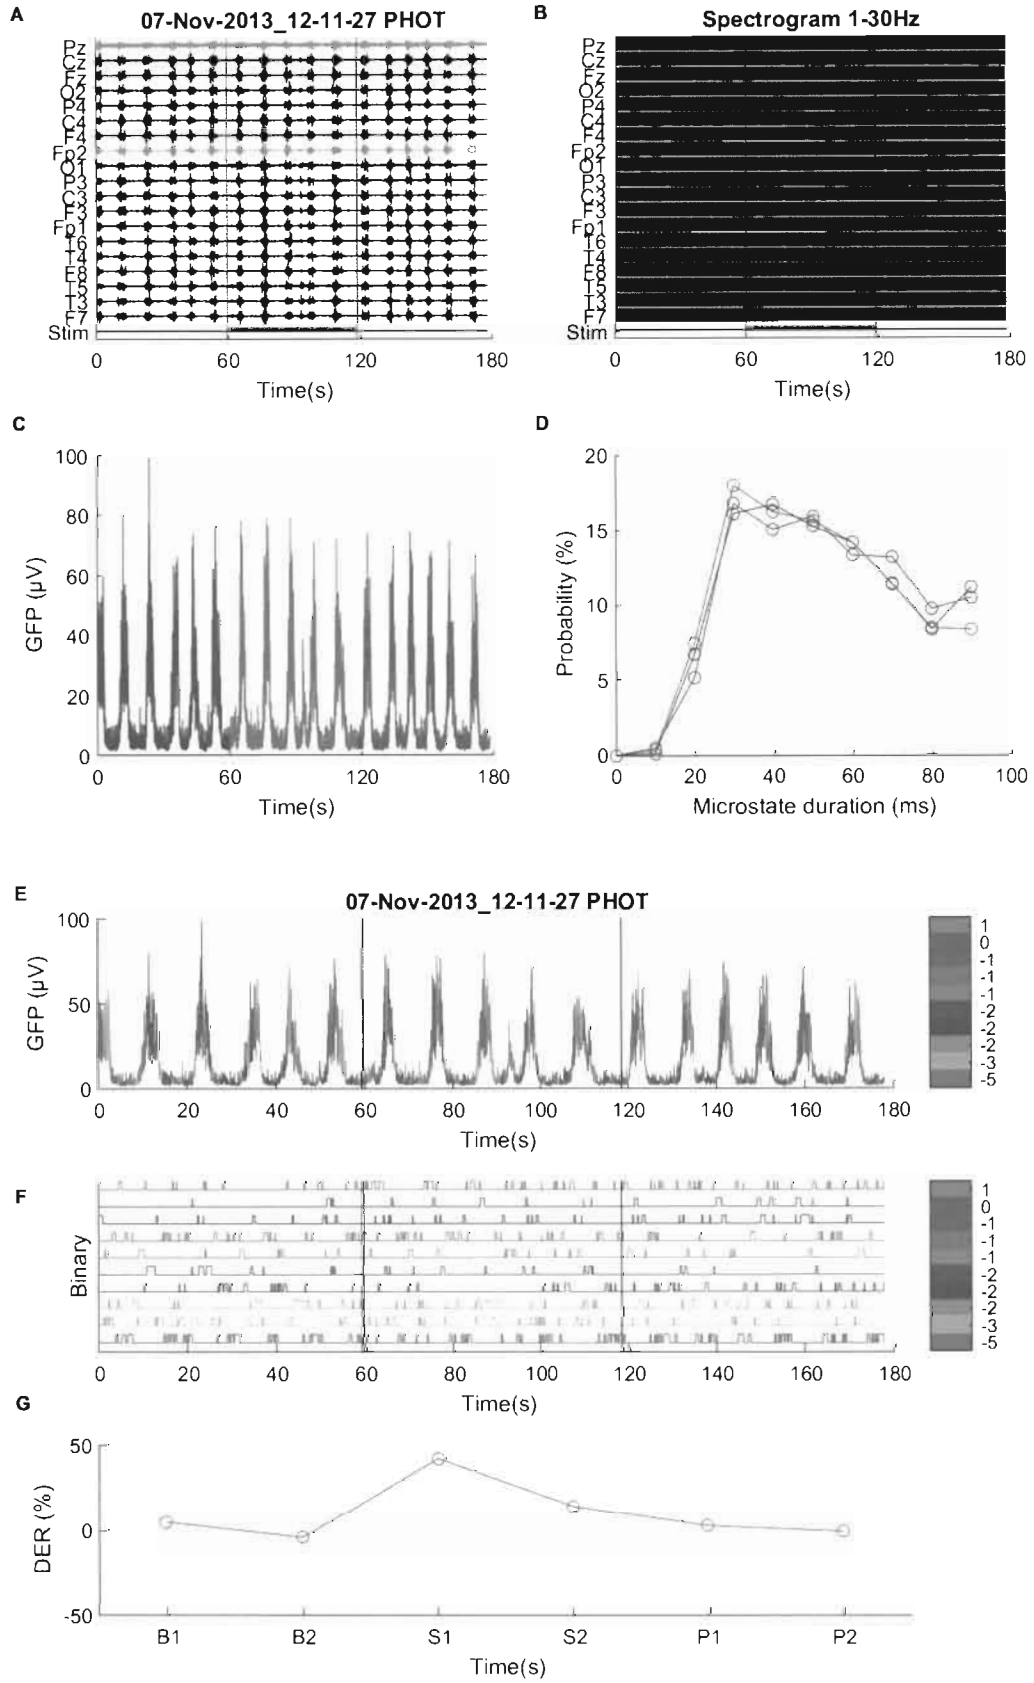 A
07-Nov-2013_12-11-27 PHOT
Pz
Cz
Fz
O2
P4
C4
F4
Fp2
O1
P3
C3
F3
Fp1
T6
T4
F8
T5
T3
F7
Stim
0 60 120 180
Time(s)
B
Spectrogram 1-30Hz
Pz
Cz
Fz
O2
P4
C4
F4
Fp2
O1
P3
C3
F3
Fp1
T6
T4
F8
T5
T3
F7
Stim
0 60 120 180
Time(s)
C
GFP (µV)
100
80
60
40
20
0
0 60 120 180
Time(s)
D
Probability (%)
20
15
10
5
0
0 20 40 60 80 100
Microstate duration (ms)
E
07-Nov-2013_12-11-27 PHOT
GFP (µV)
100
50
0
0 20 40 60 80 100 120 140 160 180
Time(s)
1
0
-1
-1
-1
-2
-2
-2
-3
-5
F
Binary
0 20 40 60 80 100 120 140 160 180
Time(s)
1
0
-1
-1
-1
-2
-2
-2
-3
-5
G
DER (%)
50
0
-50
B1 B2 S1 S2 P1 P2
Time(s)